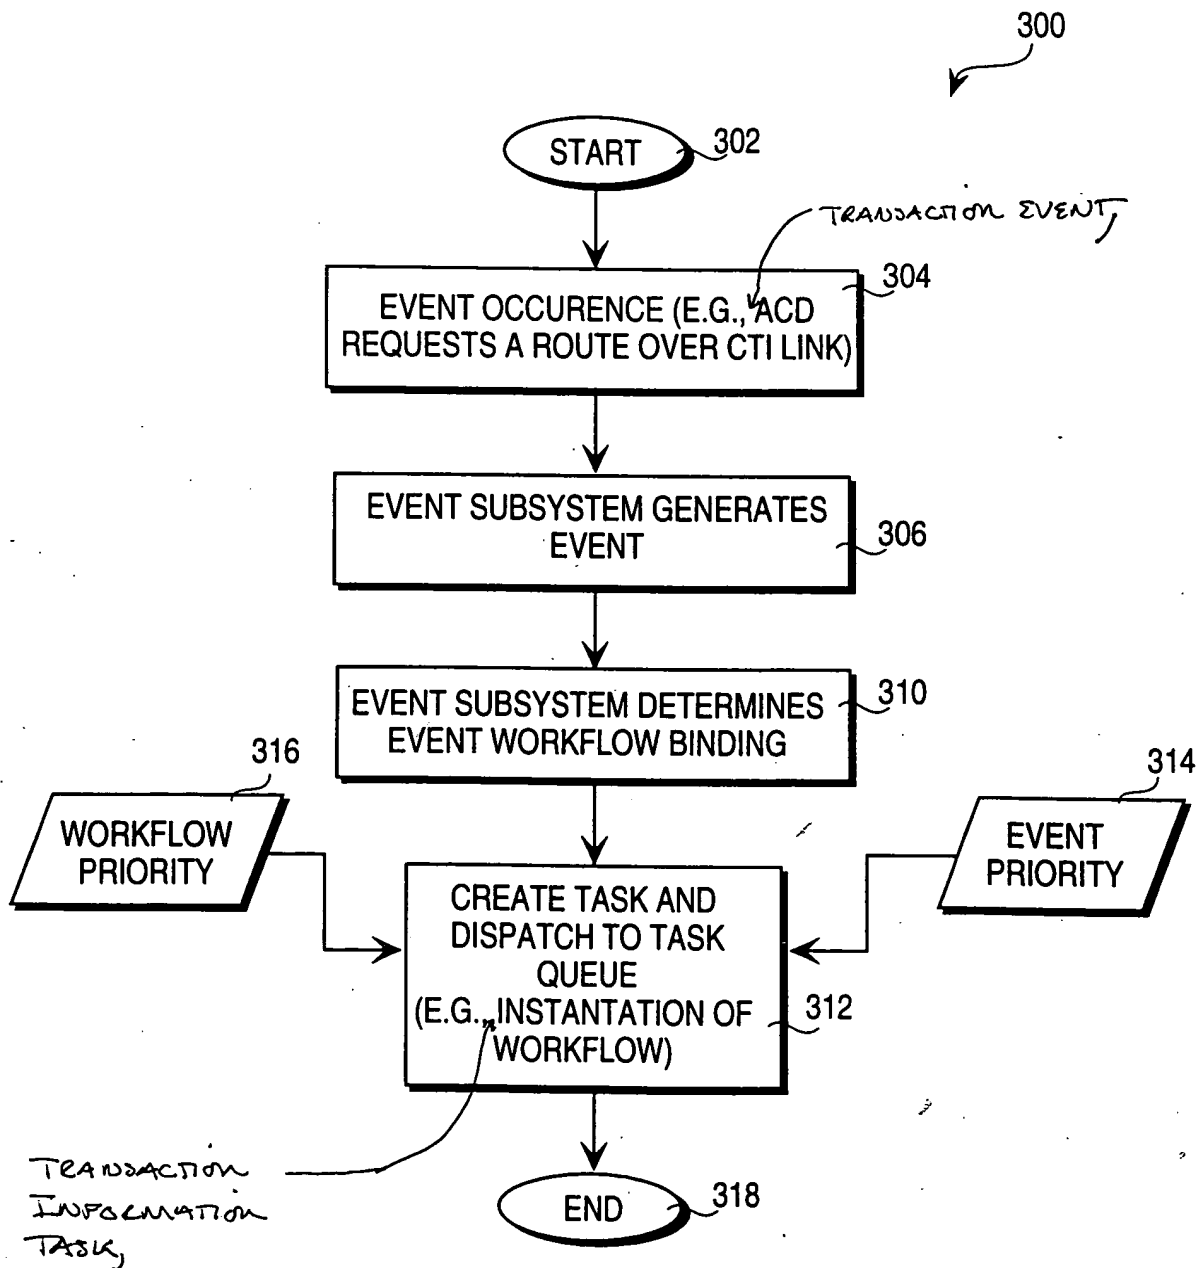 300
START
302
TRANSACTION EVENT,
EVENT OCCURENCE (E.G., ACD
REQUESTS A ROUTE OVER CTI LINK)
304
EVENT SUBSYSTEM GENERATES
EVENT
306
EVENT SUBSYSTEM DETERMINES
EVENT WORKFLOW BINDING
310
316
WORKFLOW
PRIORITY
314
EVENT
PRIORITY
CREATE TASK AND
DISPATCH TO TASK
QUEUE
(E.G., INSTANTATION OF
WORKFLOW)
312
TRANSACTION
INFORMATION
TASK,
END
318